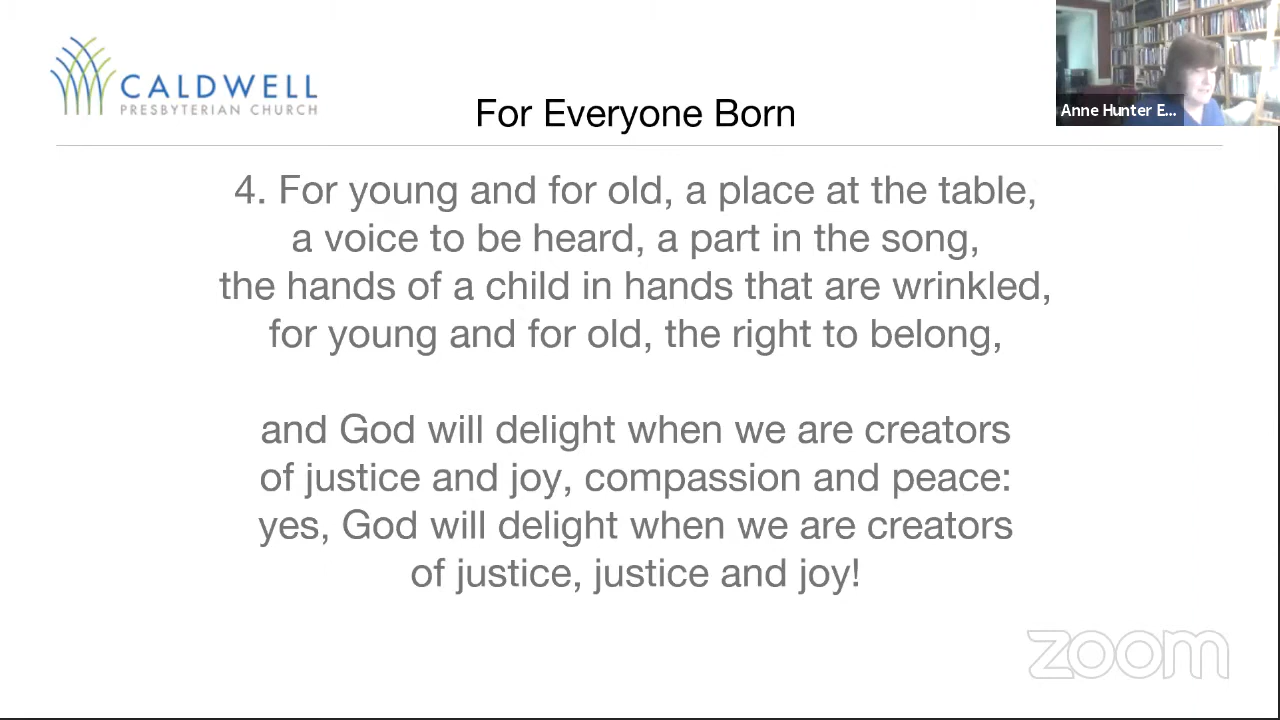 CALDWELL
PRESBYTERIAN CHURCH
For Everyone Born
Anne Hunter E...
4. For young and for old, a place at the table,
a voice to be heard, a part in the song,
the hands of a child in hands that are wrinkled,
for young and for old, the right to belong,
and God will delight when we are creators
of justice and joy, compassion and peace:
yes, God will delight when we are creators
of justice, justice and joy!
zoom